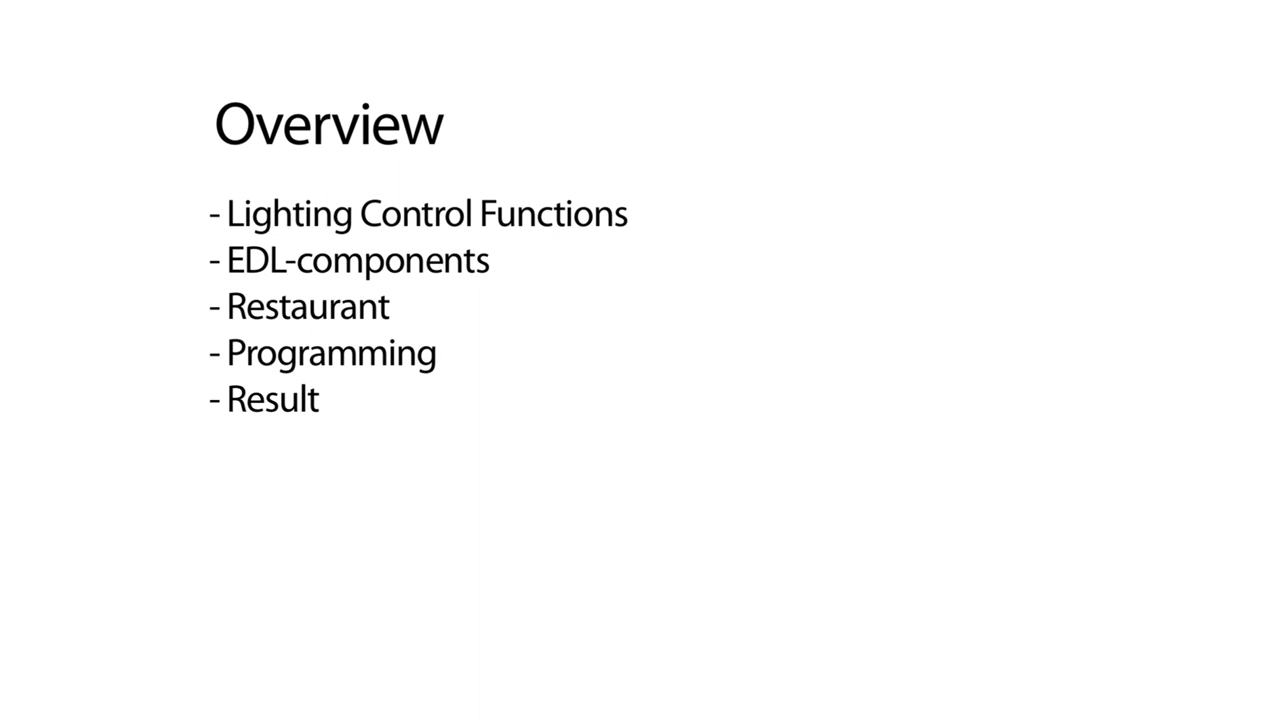 Overview
- Lighting Control Functions
- EDL-components
- Restaurant
- Programming
- Result